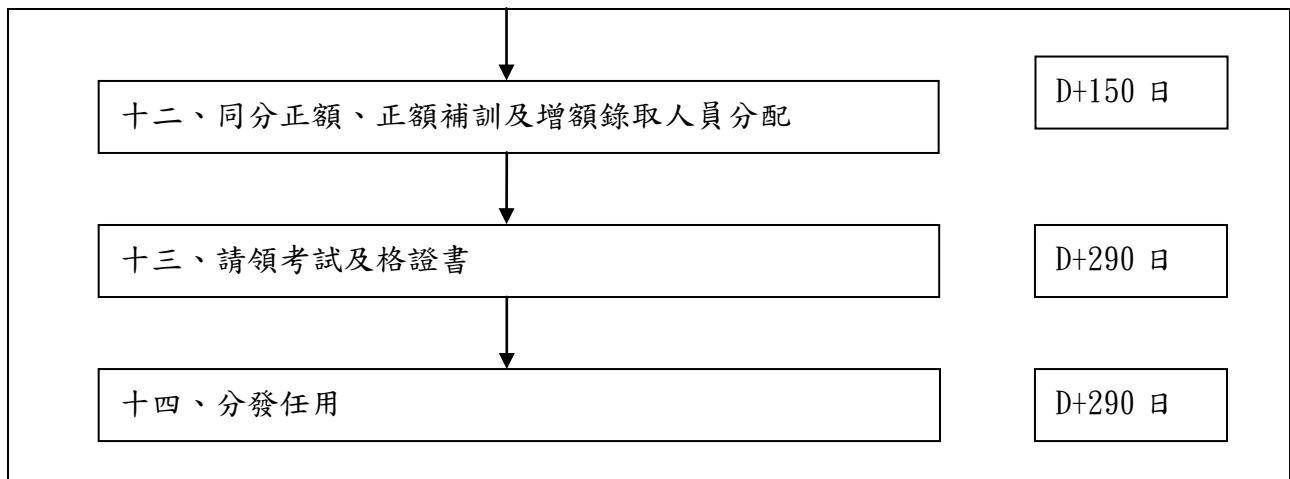 十二、同分正額、正額補訓及增額錄取人員分配
D+150 日
十三、請領考試及格證書
D+290 日
十四、分發任用
D+290 日